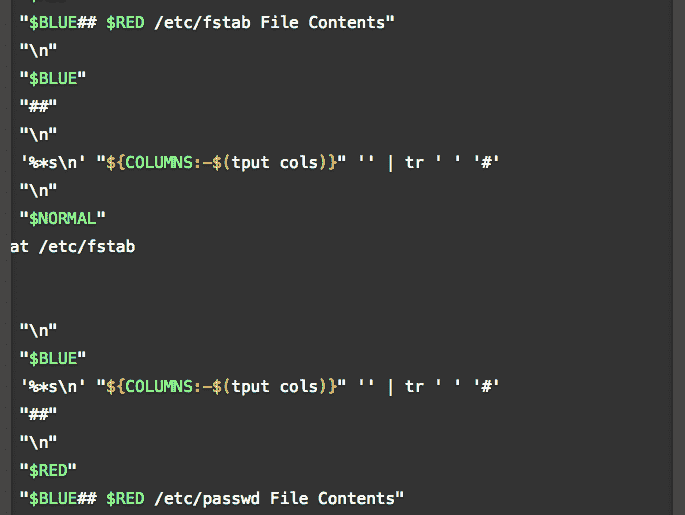 "$BLUE## $RED /etc/fstab File Contents"
"\n"
"$BLUE"
"##"
"\n"
'%*s\n' "${COLUMNS:-$(tput cols)}" '' | tr ' ' '#'
"\n"
"$NORMAL"
at /etc/fstab
"\n"
"$BLUE"
'%*s\n' "${COLUMNS:-$(tput cols)}" '' | tr ' ' '#'
"##"
"\n"
"$RED"
"$BLUE## $RED /etc/passwd File Contents"